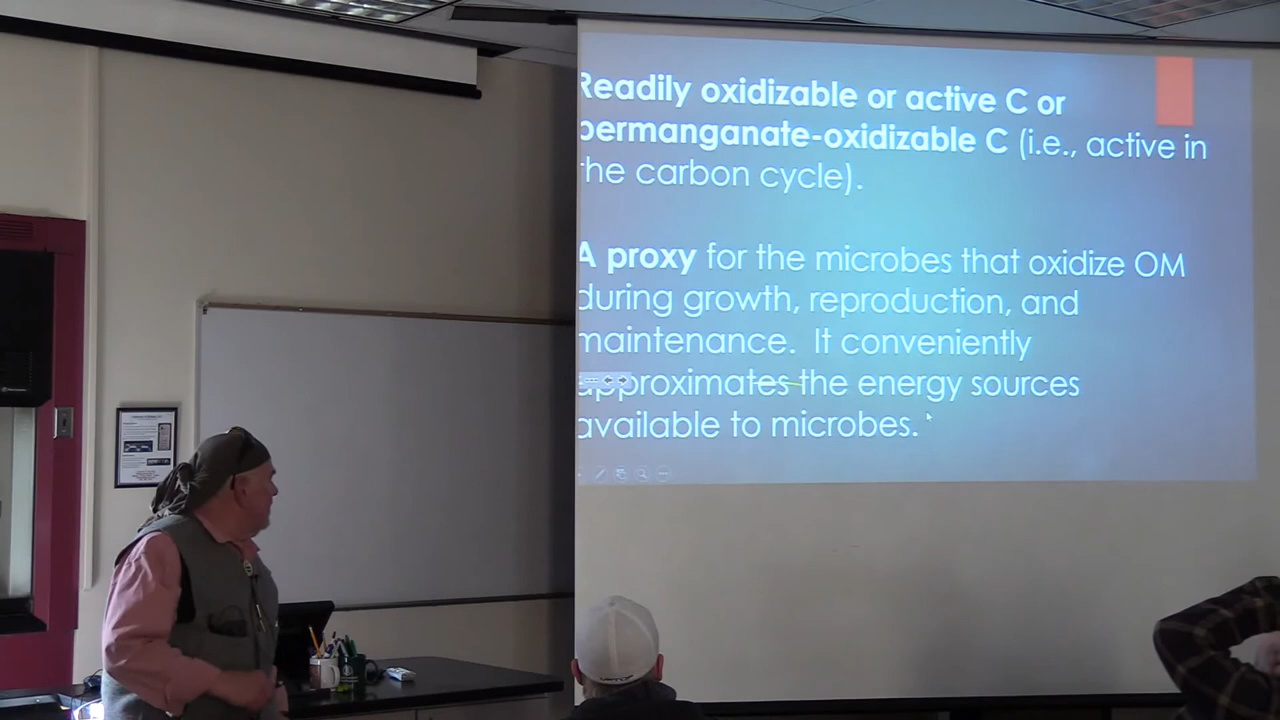 Readily oxidizable or active C or
permanganate-oxidizable C (i.e., active in
the carbon cycle).
A proxy for the microbes that oxidize OM
during growth, reproduction, and
maintenance. It conveniently
approximates the energy sources
available to microbes.